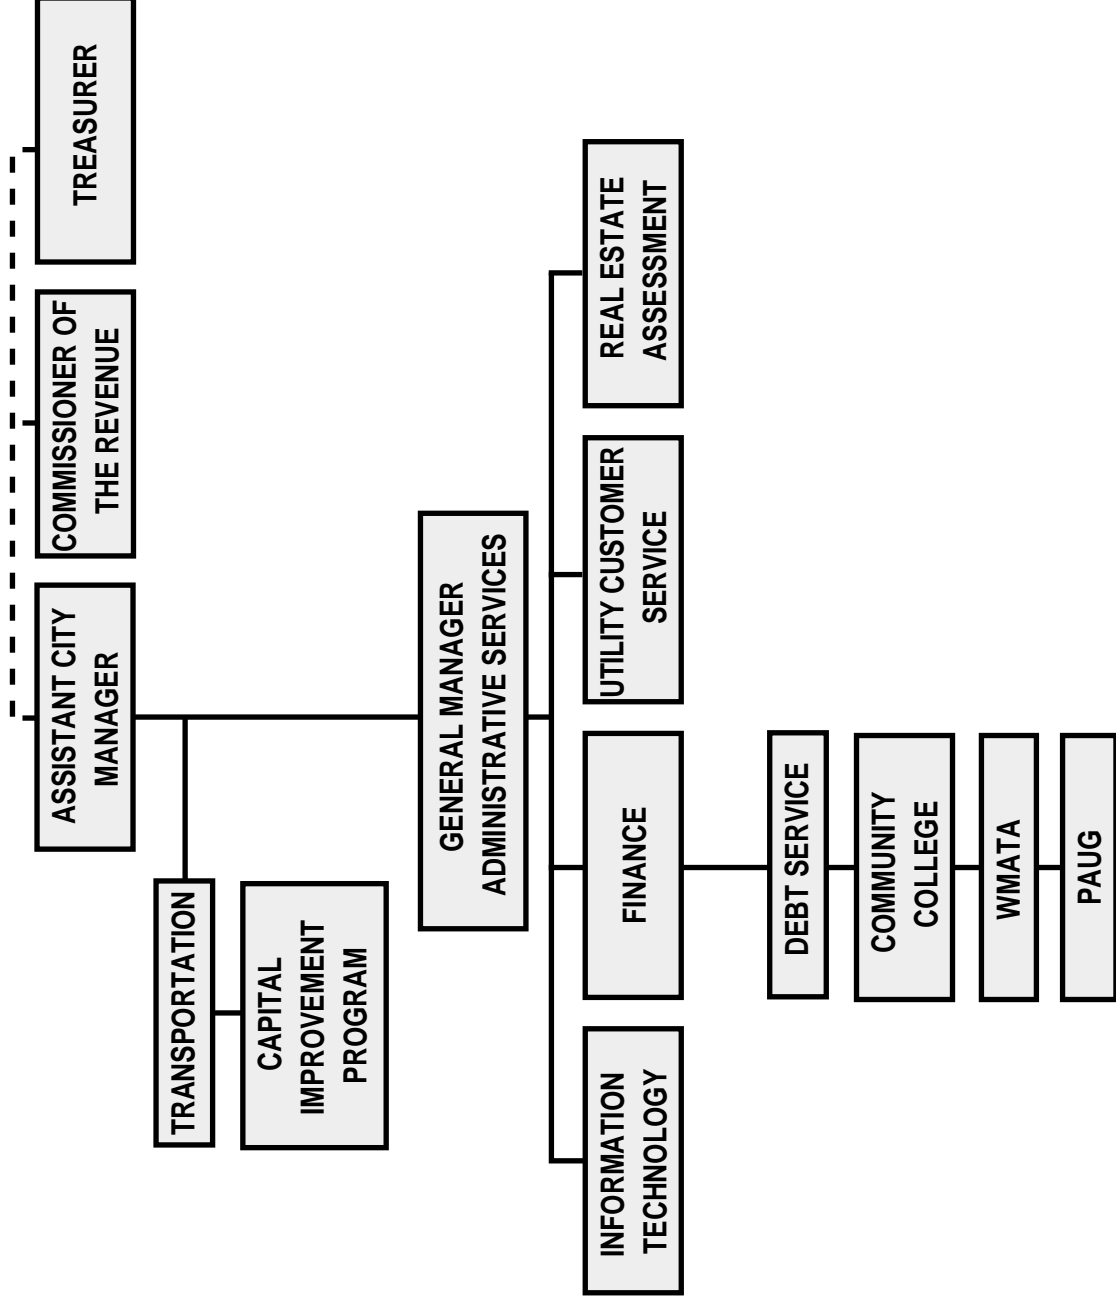 ASSISTANT CITY
MANAGER
COMMISSIONER OF
THE REVENUE
TREASURER
TRANSPORTATION
CAPITAL
IMPROVEMENT
PROGRAM
GENERAL MANAGER
ADMINISTRATIVE SERVICES
INFORMATION
TECHNOLOGY
FINANCE
UTILITY CUSTOMER
SERVICE
REAL ESTATE
ASSESSMENT
DEBT SERVICE
COMMUNITY
COLLEGE
WMATA
PAUG